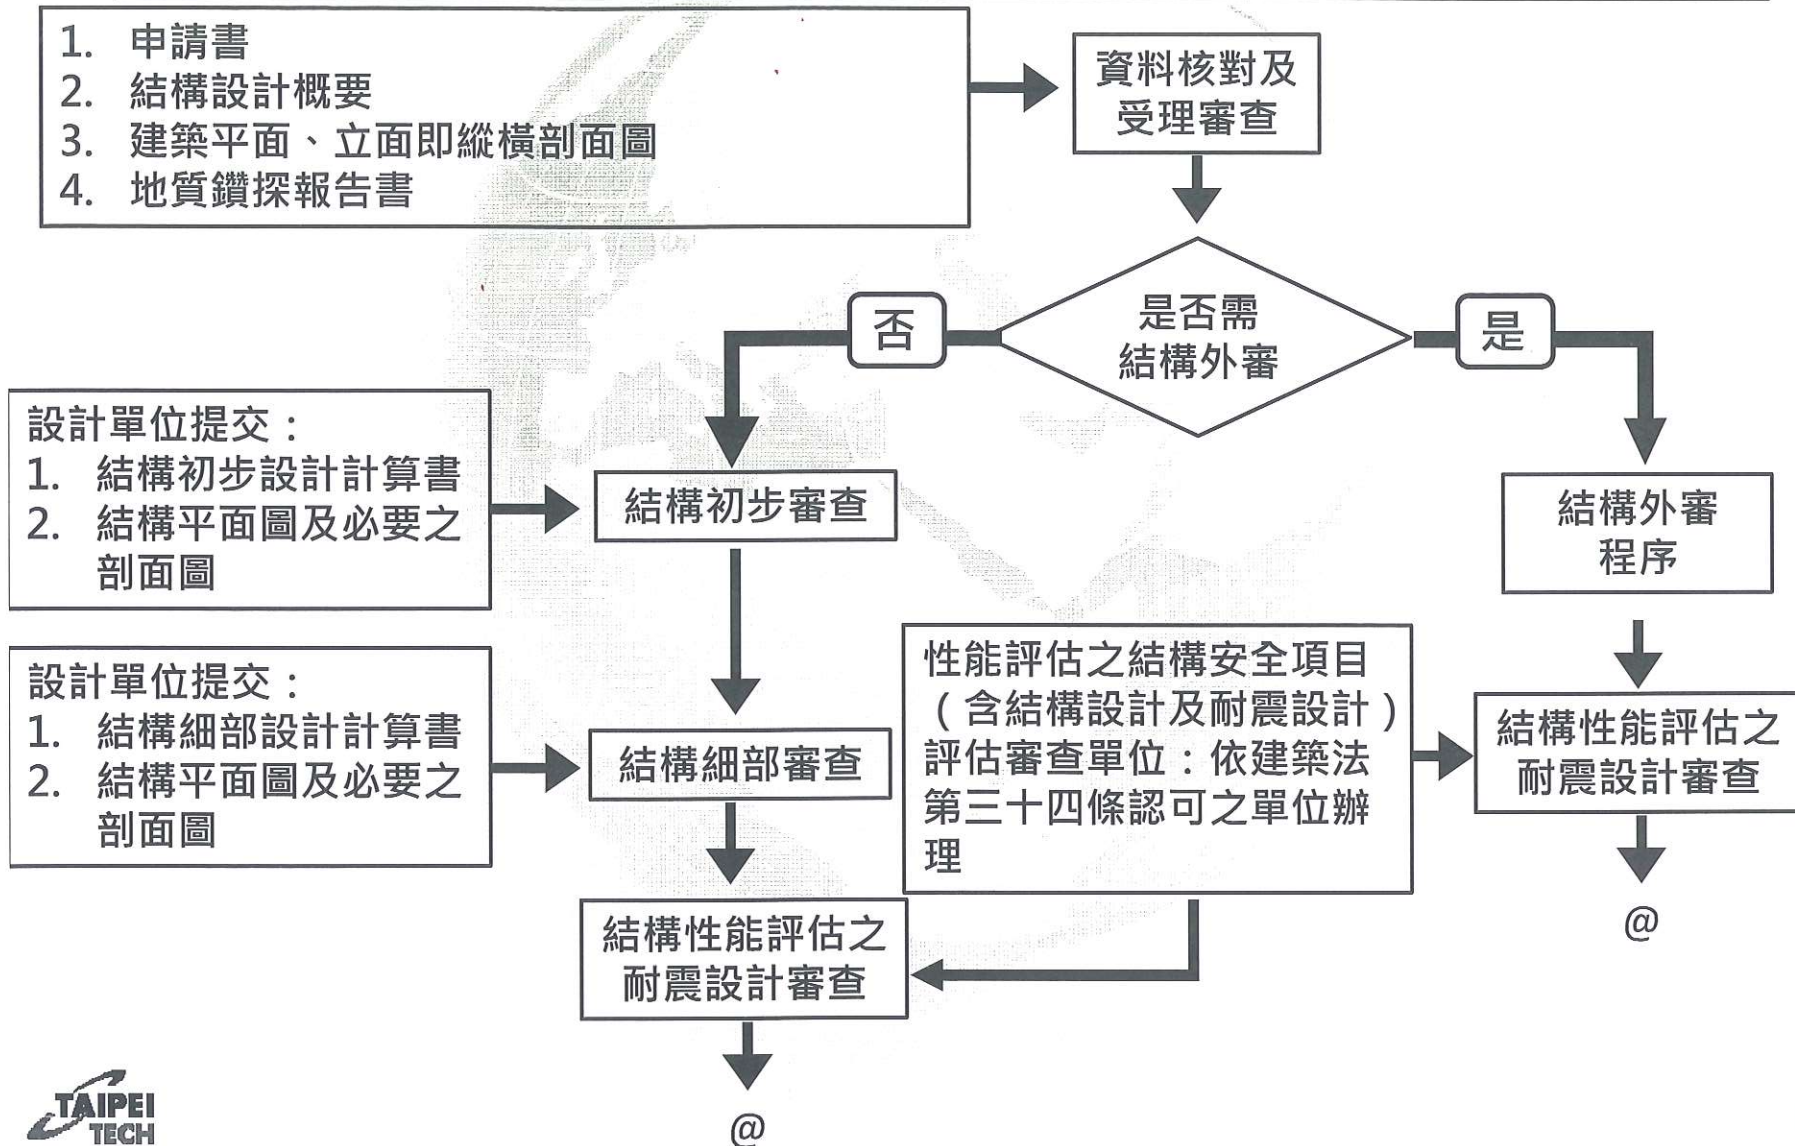 1. 申請書
2. 結構設計概要
3. 建築平面、立面即縱橫剖面圖
4. 地質鑽探報告書
資料核對及
受理審查
是否需
結構外審
否
是
設計單位提交：
1. 結構初步設計計算書
2. 結構平面圖及必要之
剖面圖
結構初步審查
結構外審
程序
設計單位提交：
1. 結構細部設計計算書
2. 結構平面圖及必要之
剖面圖
結構細部審查
性能評估之結構安全項目
（含結構設計及耐震設計）
評估審查單位：依建築法
第三十四條認可之單位辦
理
結構性能評估之
耐震設計審查
@
結構性能評估之
耐震設計審查
@
TAIPEI
TECH